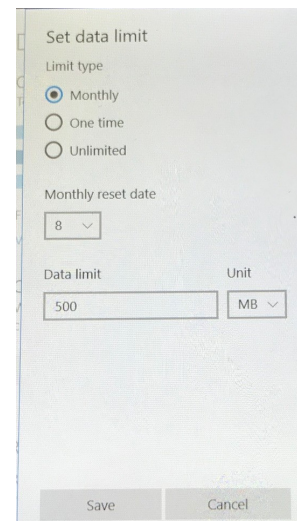 Set data limit
Limit type
Monthly
One time
Unlimited
Monthly reset date
8
Data limit Unit
500 MB
Save Cancel